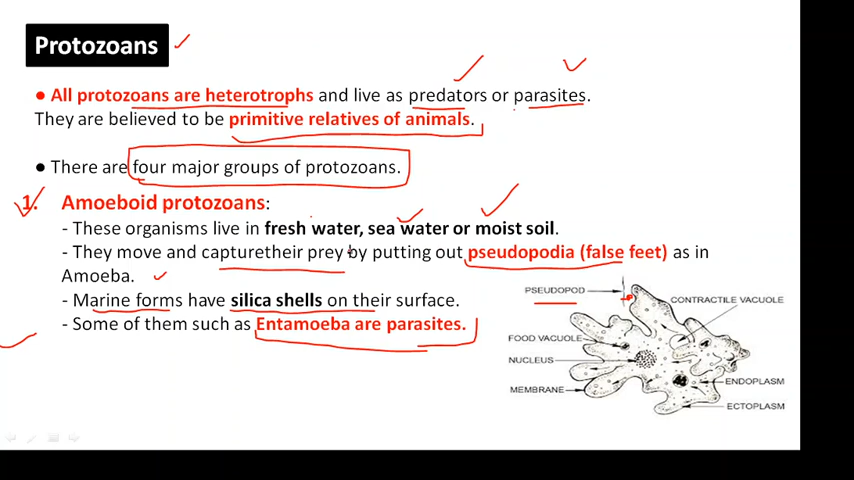 Protozoans
● All protozoans are heterotrophs and live as predators or parasites.
They are believed to be primitive relatives of animals.
● There are four major groups of protozoans.
1. Amoeboid protozoans:
- These organisms live in fresh water, sea water or moist soil.
- They move and capturetheir prey by putting out pseudopodia (false feet) as in
Amoeba.
- Marine forms have silica shells on their surface.
- Some of them such as Entamoeba are parasites.
PSEUDOPOD
CONTRACTILE VACUOLE
FOOD VACUOLE
NUCLEUS
MEMBRANE
ENDOPLASM
ECTOPLASM